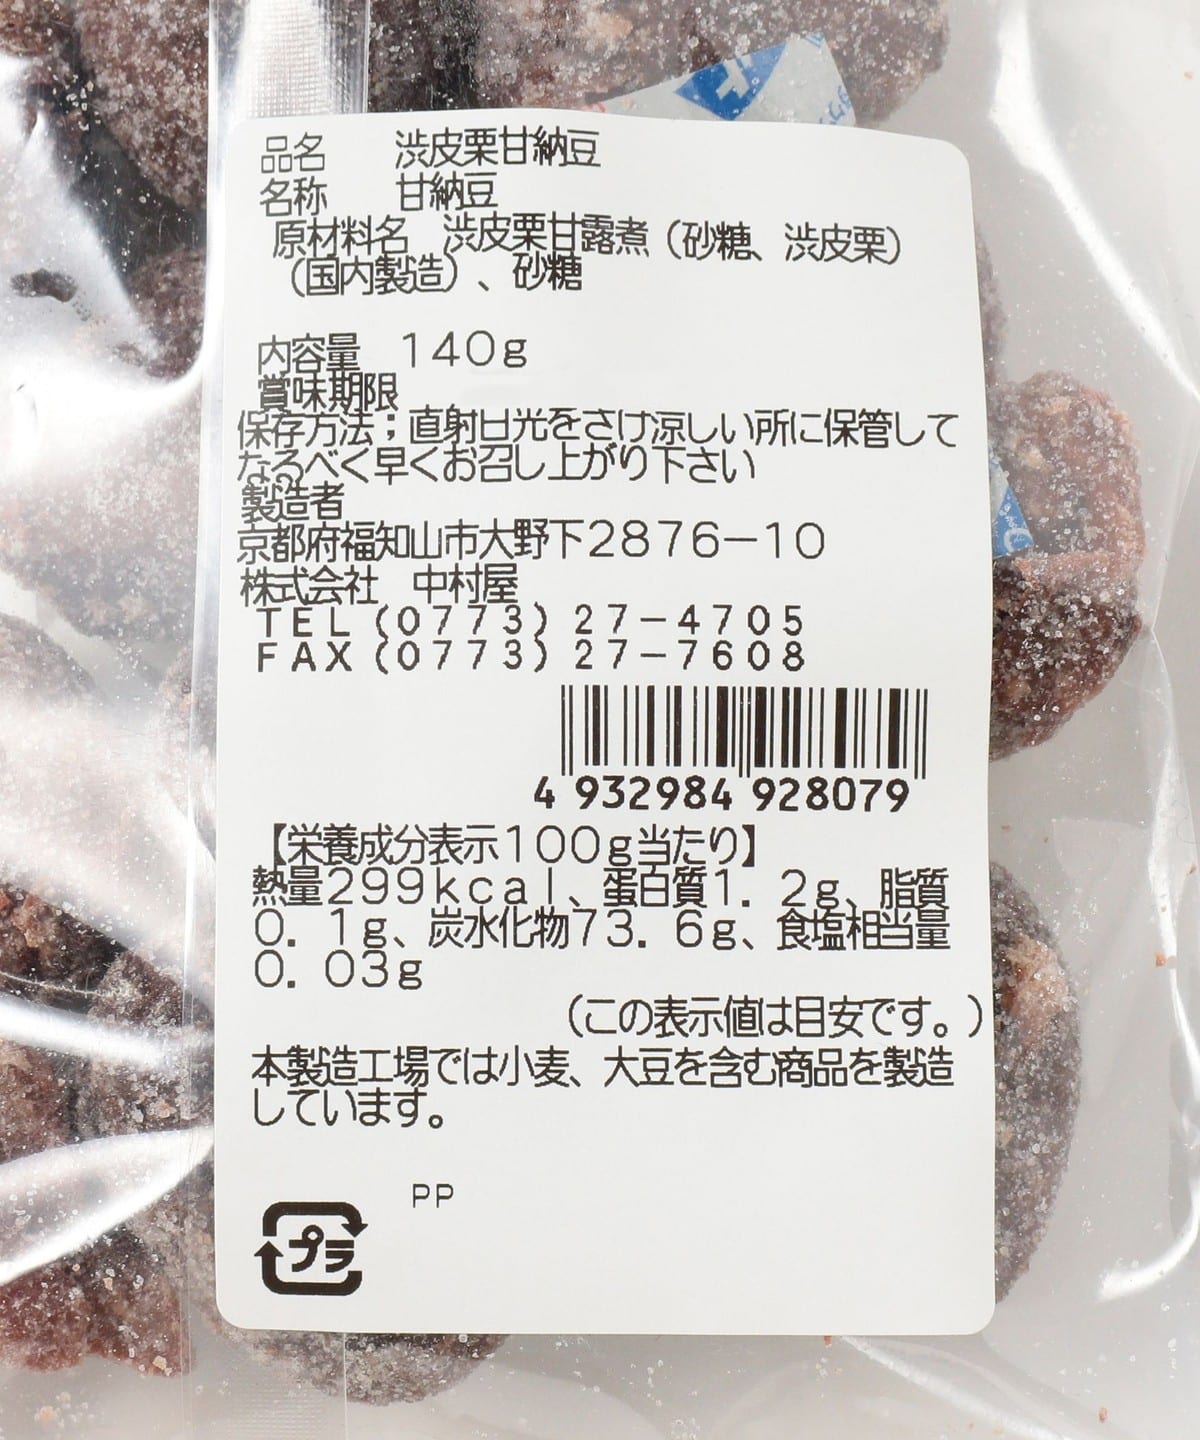 品名　渋皮栗甘納豆
名称　甘納豆
原材料名　渋皮栗甘露煮（砂糖、渋皮栗）
（国内製造）、砂糖
内容量　140g
賞味期限
保存方法；直射日光をさけ涼しい所に保管して
なるべく早くお召し上がり下さい
製造者
京都府福知山市大野下2876－10
株式会社　中村屋
TEL（0773）27－4705
FAX（0773）27－7608
4 932984 928079
【栄養成分表示100g当たり】
熱量299kcal、蛋白質1．2g、脂質
0．1g、炭水化物73．6g、食塩相当量
0．03g
（この表示値は目安です。）
本製造工場では小麦、大豆を含む商品を製造
しています。
PP
プラ